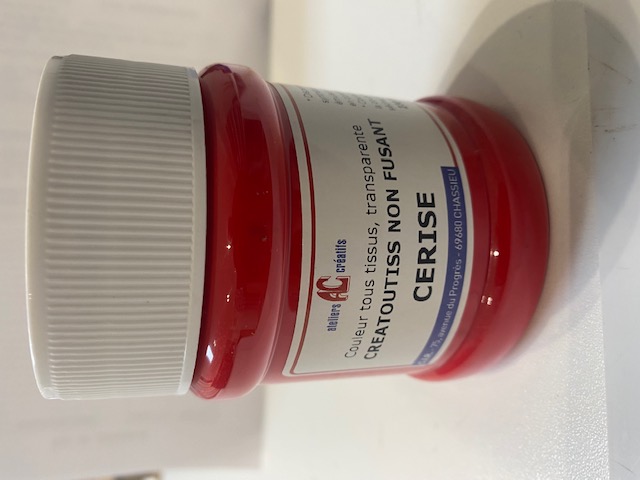 ateliers AC créatifs
Couleur tous tissus, transparente
CREATOUTISS NON FUSANT
CERISE
75, avenue du Progrès - 69680 CHASSIEU